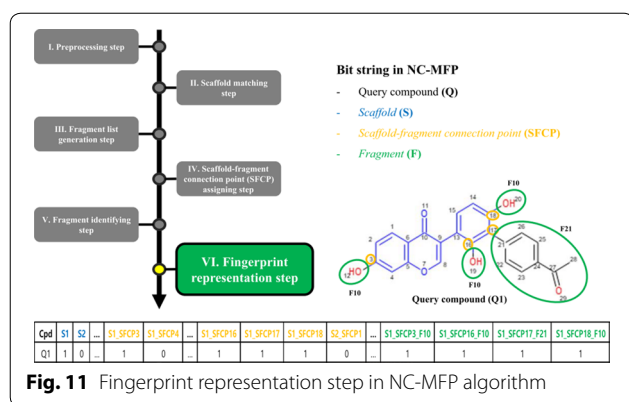 I. Preprocessing step
II. Scaffold matching
step
III. Fragment list
generation step
IV. Scaffold-fragment
connection point (SFCP)
assigning step
V. Fragment identifying
step
VI. Fingerprint
representation step
Bit string in NC-MFP
- Query compound (Q)
- Scaffold (S)
- Scaffold-fragment connection point (SFCP)
- Fragment (F)
F10
OH 20
14
18
15
17
F21
11
O
26
1
10
9
13
16
21
25
2
6
22
24
28
3
5
OH
19
23
27
12
HO
4
7
O
8
F10
O
F10
Query compound (Q1)
Cpd S1 S2 ... S1_SFCP3 S1_SFCP4 ... S1_SFCP16 S1_SFCP17 S1_SFCP18 S2_SFCP1 ... S1_SFCP3_F10 S1_SFCP16_F10 S1_SFCP17_F21 S1_SFCP18_F10
Q1 1 0 ... 1 0 ... 1 1 1 0 ... 1 1 1 1
Fig. 11 Fingerprint representation step in NC-MFP algorithm